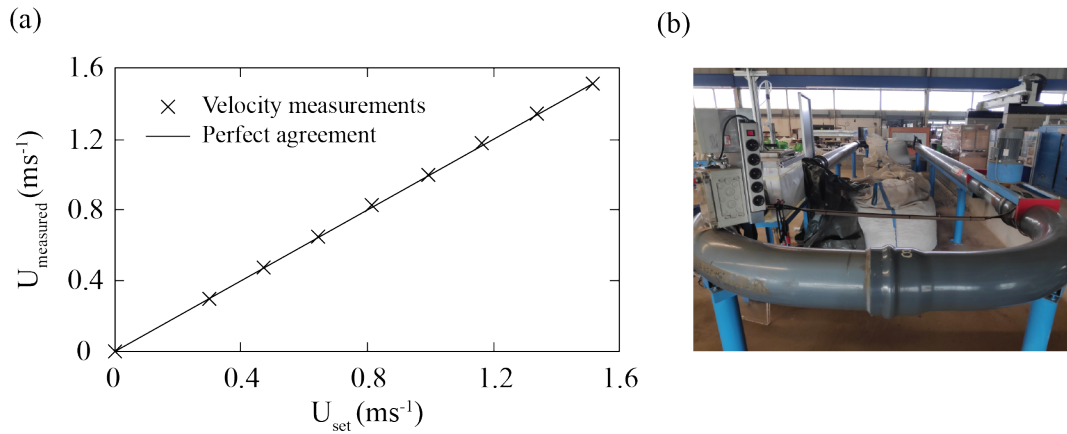 (a)
(b)
1.6
1.2
0.8
0.4
0
U_measured (ms⁻¹)
Velocity measurements
Perfect agreement
0 0.4 0.8 1.2 1.6
U_set (ms⁻¹)